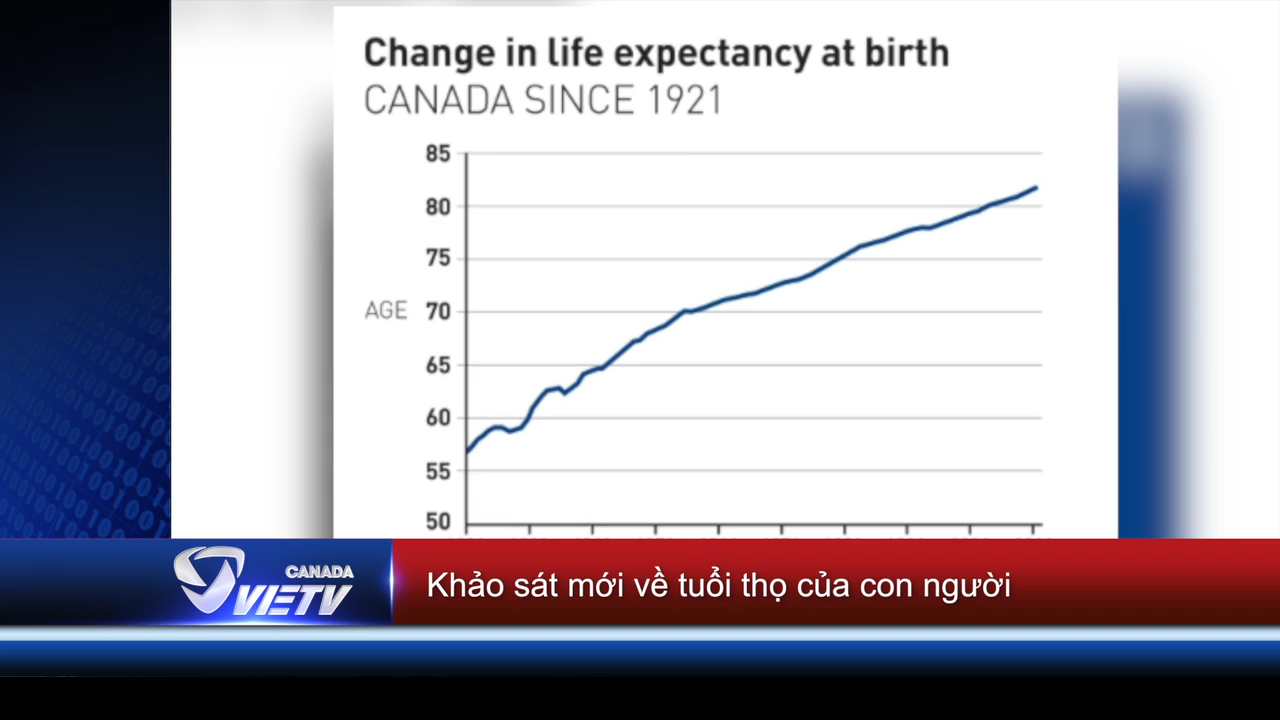 Change in life expectancy at birth
CANADA SINCE 1921
85
80
75
AGE 70
65
60
55
50
CANADA
VIETV
Khảo sát mới về tuổi thọ của con người